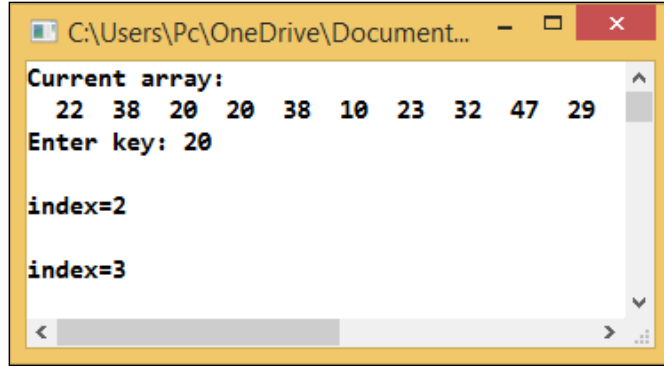 C:\Users\Pc\OneDrive\Document...
Current array:
22 38 20 20 38 10 23 32 47 29
Enter key: 20
index=2
index=3